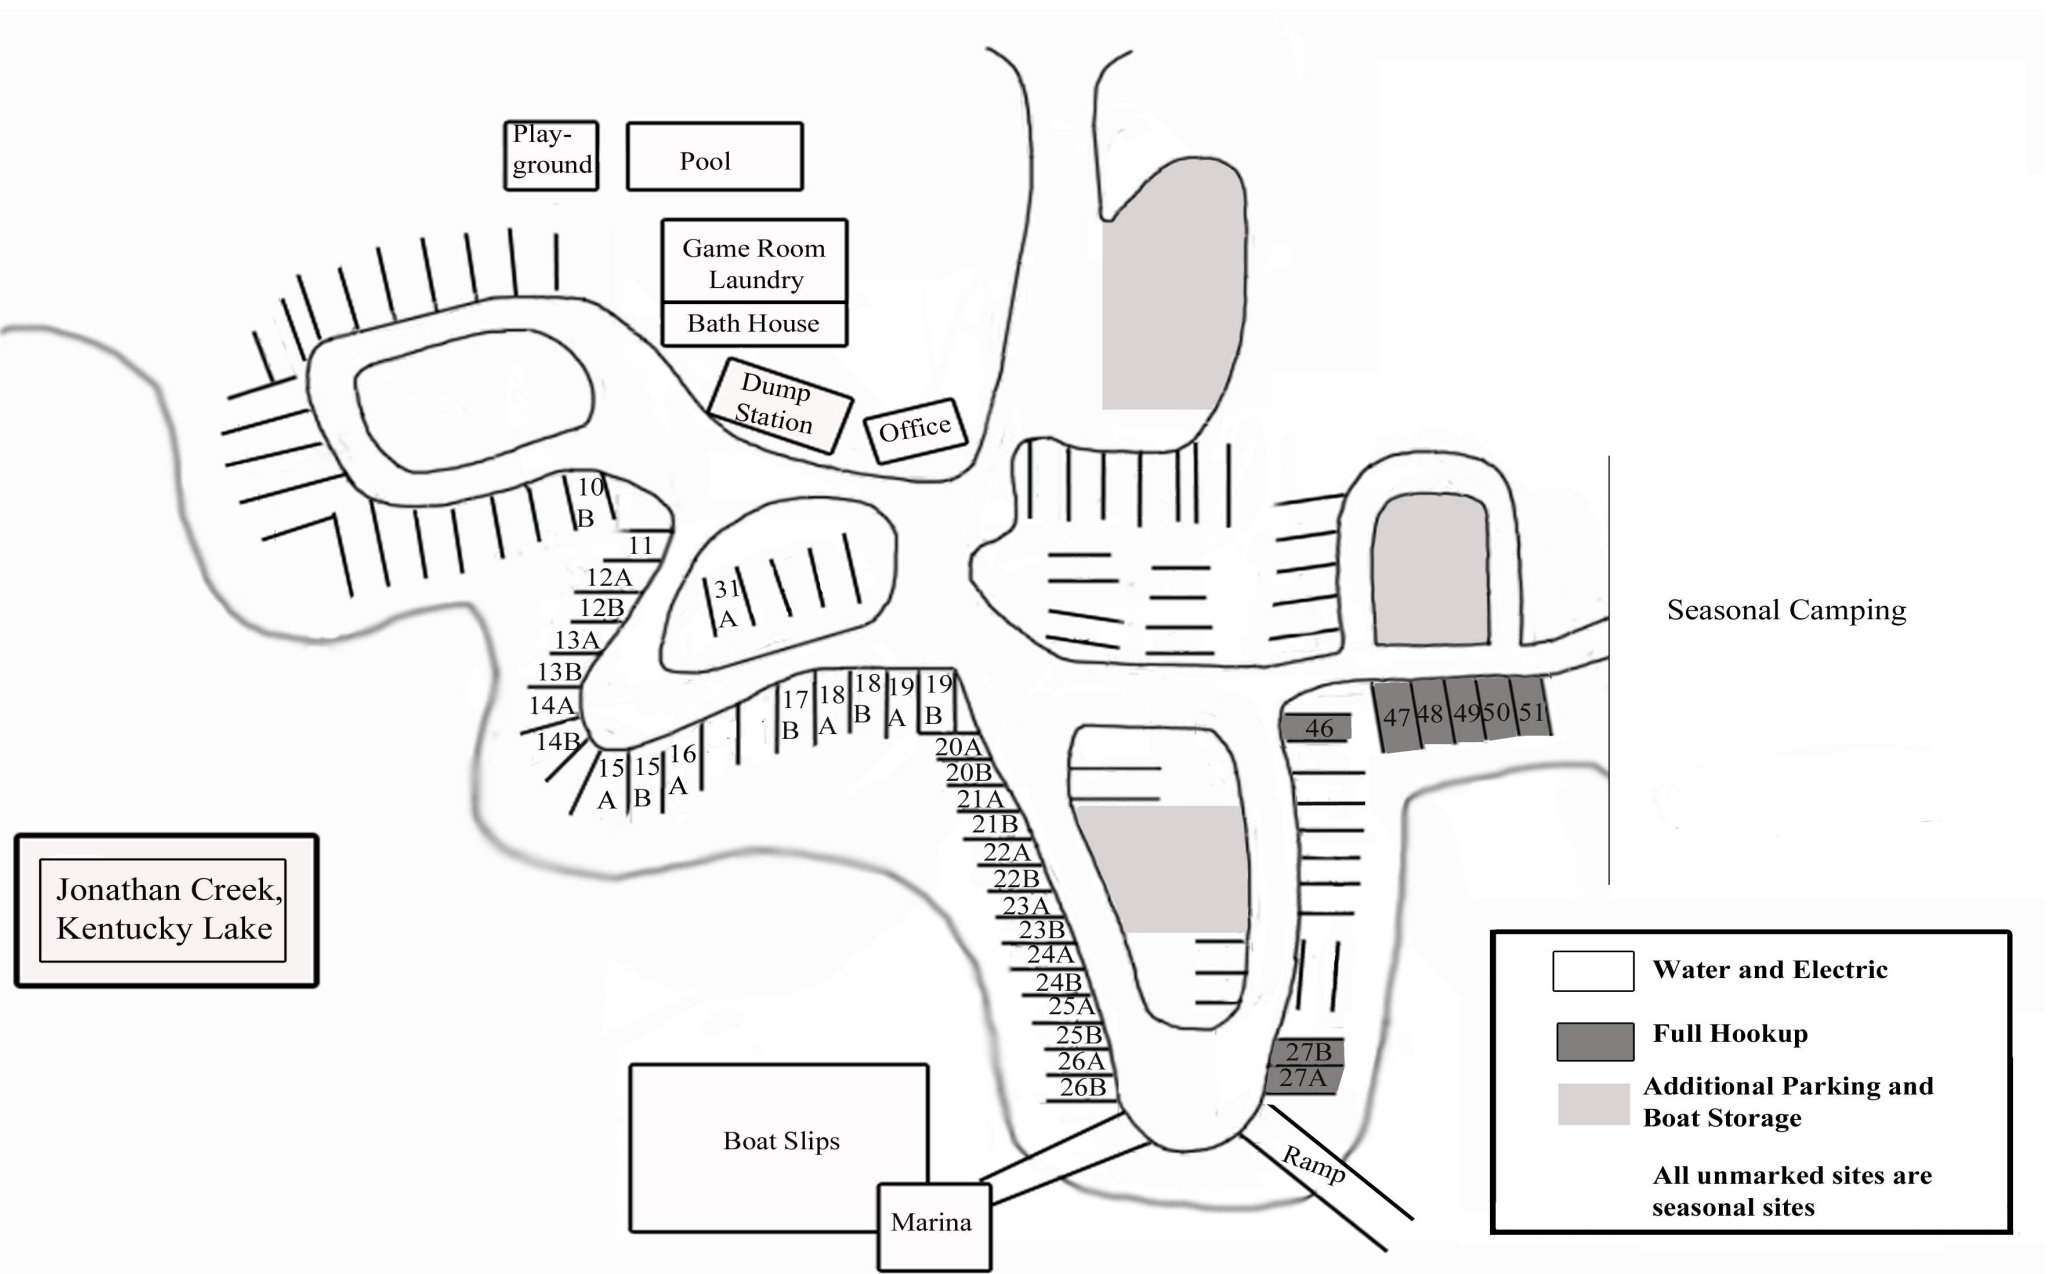 Play-
ground
Pool
Game Room
Laundry
Bath House
Dump
Station
Office
10
B
11
12A
12B
13A
13B
14A
14B
15
A
15
B
16
A
17
B
18
A
18
B
19
A
19
B
31
A
20A
20B
21A
21B
22A
22B
23A
23B
24A
24B
25A
25B
26A
26B
46
47
48
49
50
51
27B
27A
Seasonal Camping
Jonathan Creek,
Kentucky Lake
Boat Slips
Marina
Ramp
Water and Electric
Full Hookup
Additional Parking and
Boat Storage
All unmarked sites are
seasonal sites